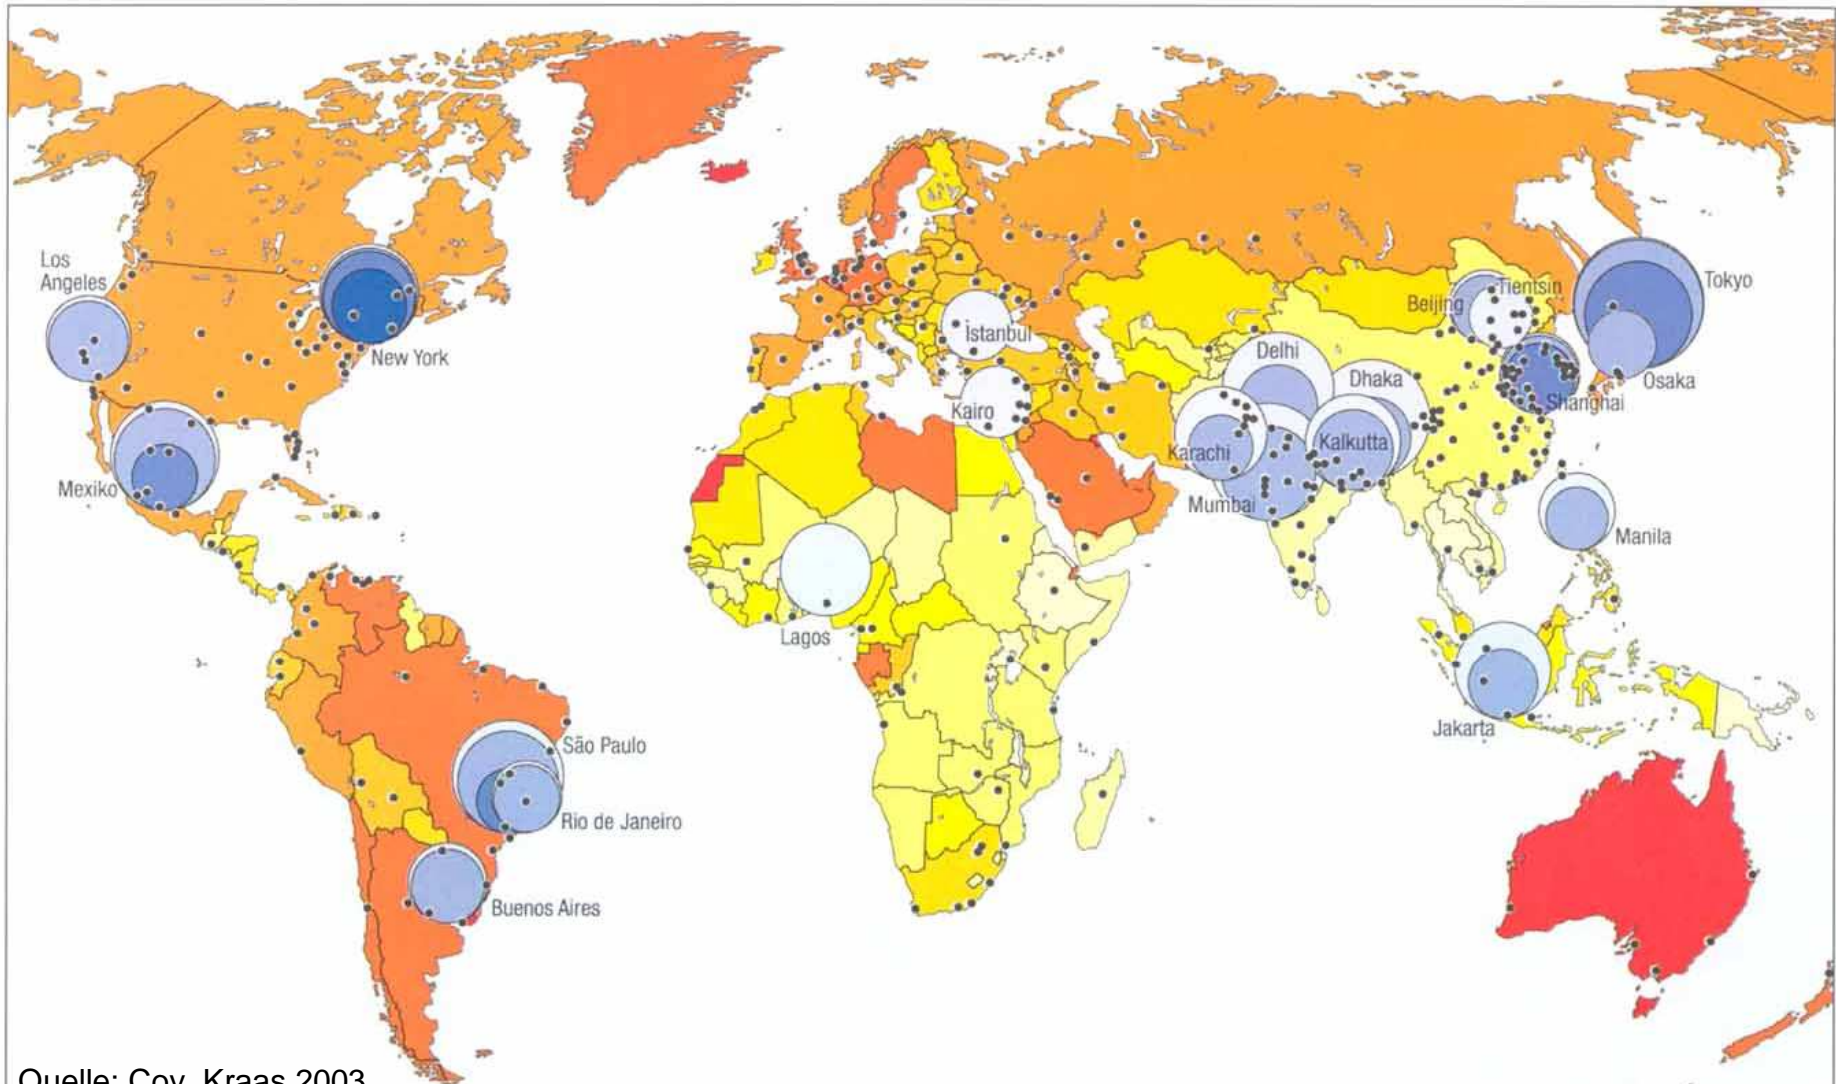 Los
Angeles
New York
Mexiko
São Paulo
Rio de Janeiro
Buenos Aires
Lagos
Istanbul
Kairo
Karachi
Mumbai
Delhi
Dhaka
Kalkutta
Beijing
Tientsin
Shanghai
Tokyo
Osaka
Manila
Jakarta
Quelle: Coy, Kraas 2003